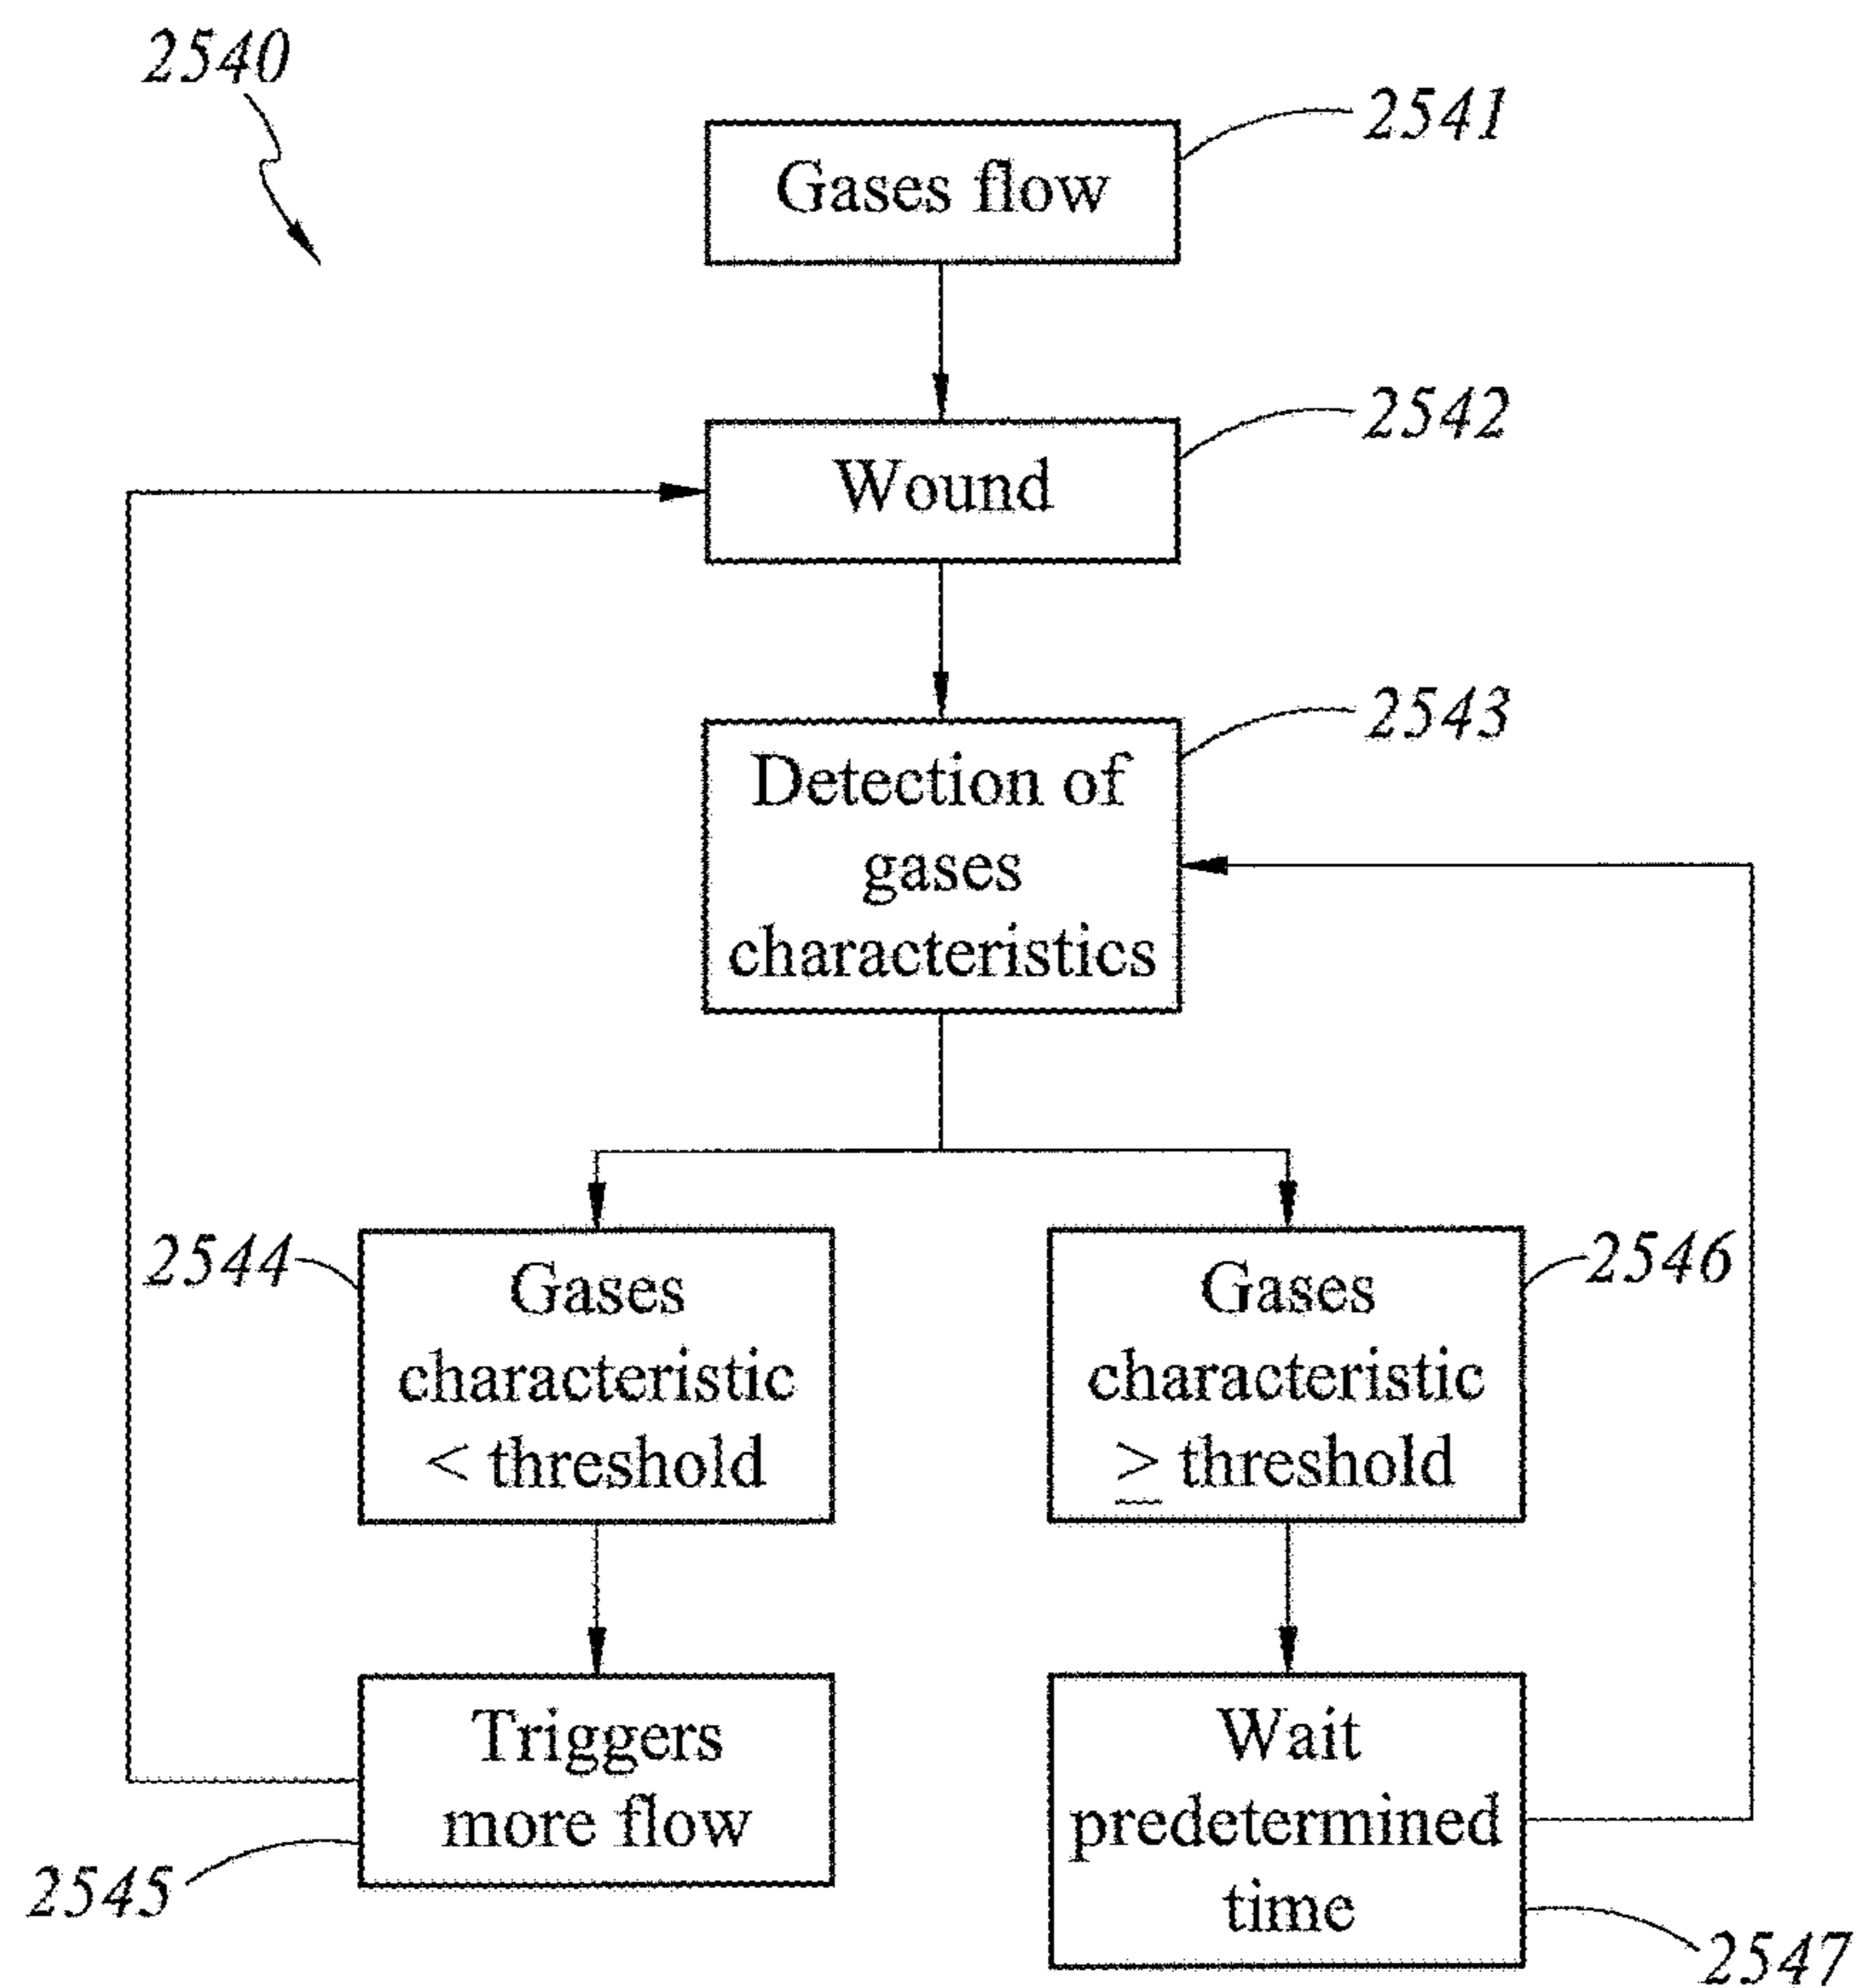 2540
2541
Gases flow
2542
Wound
2543
Detection of
gases
characteristics
2544
Gases
characteristic
< threshold
2546
Gases
characteristic
≥ threshold
Triggers
more flow
2545
Wait
predetermined
time
2547